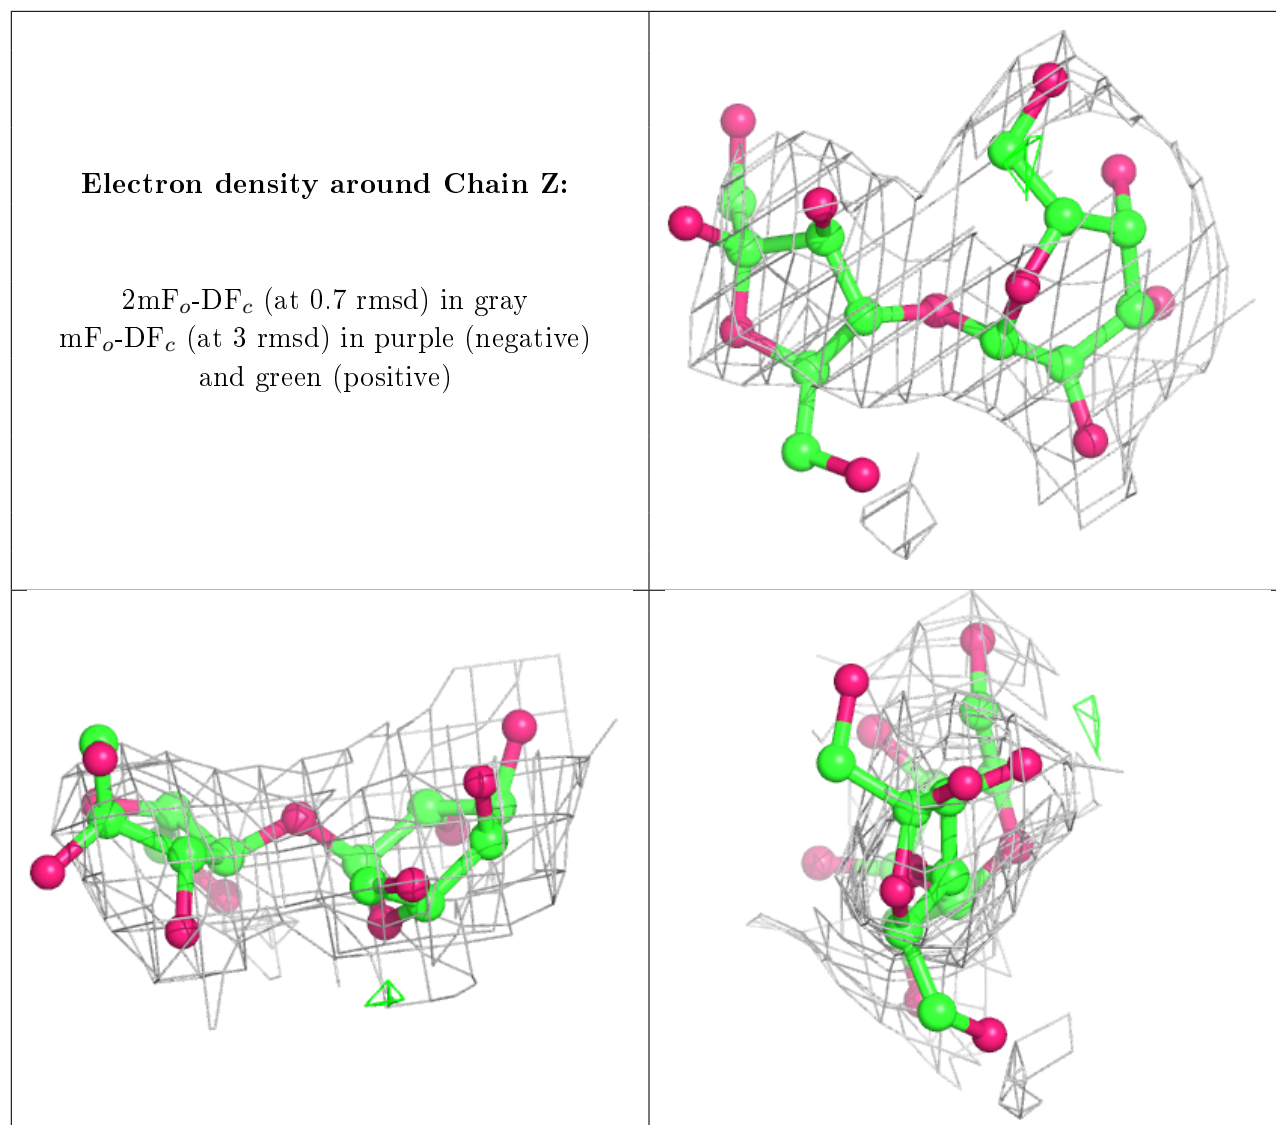 Electron density around Chain Z:
2mFo-DFc (at 0.7 rmsd) in gray
mFo-DFc (at 3 rmsd) in purple (negative)
and green (positive)